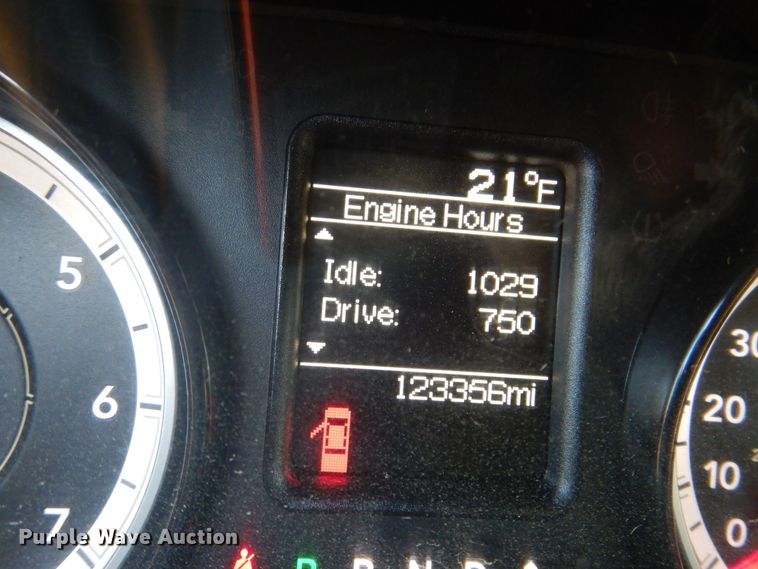 21°F
Engine Hours
Idle: 1029
Drive: 750
123356mi
5
6
7
30
20
10
0
P R N D
Purple Wave Auction